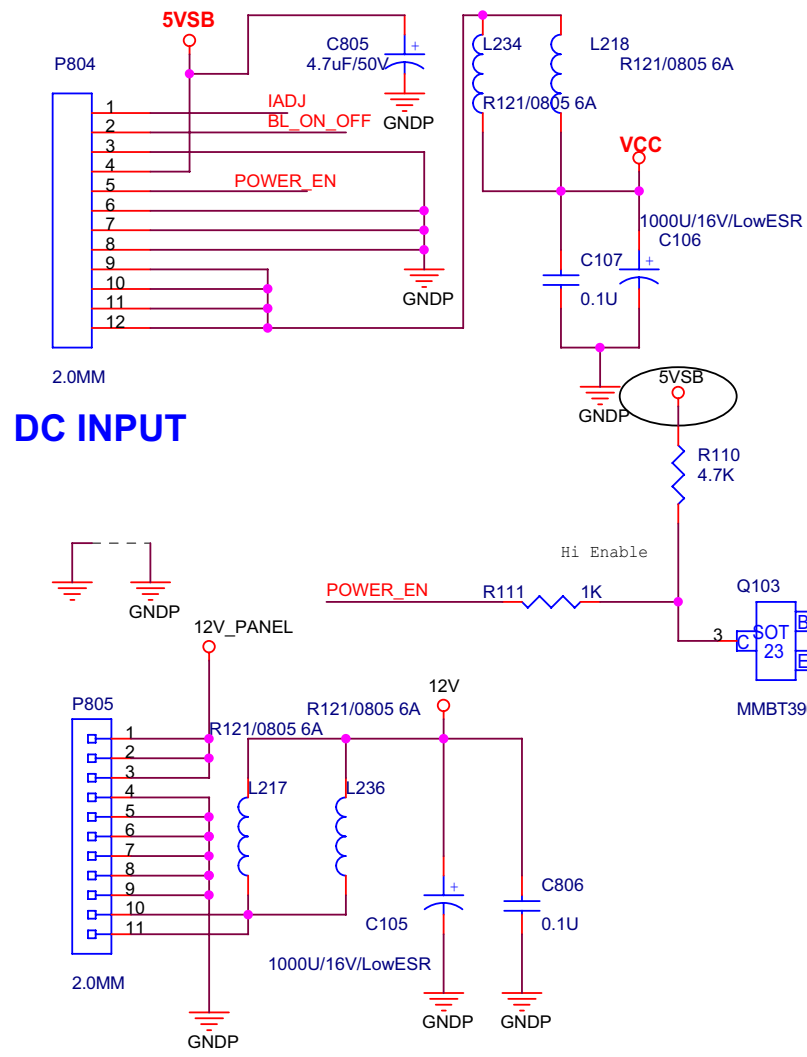 5VSB
C805
4.7uF/50V
+
GNDP
P804
1
2
3
4
5
6
7
8
9
10
11
12
IADJ
BL_ON_OFF
POWER_EN
GNDP
2.0MM
DC INPUT
L234
R121/0805 6A
L218
R121/0805 6A
VCC
1000U/16V/LowESR
C106
+
C107
0.1U
GNDP
5VSB
R110
4.7K
Hi Enable
POWER_EN
R111
1K
Q103
3
C
SOT
23
B
E
MMBT39
GNDP
12V_PANEL
P805
1
2
3
4
5
6
7
8
9
10
11
2.0MM
R121/0805 6A
R121/0805 6A
L217
L236
12V
+
C105
1000U/16V/LowESR
C806
0.1U
GNDP
GNDP
GNDP